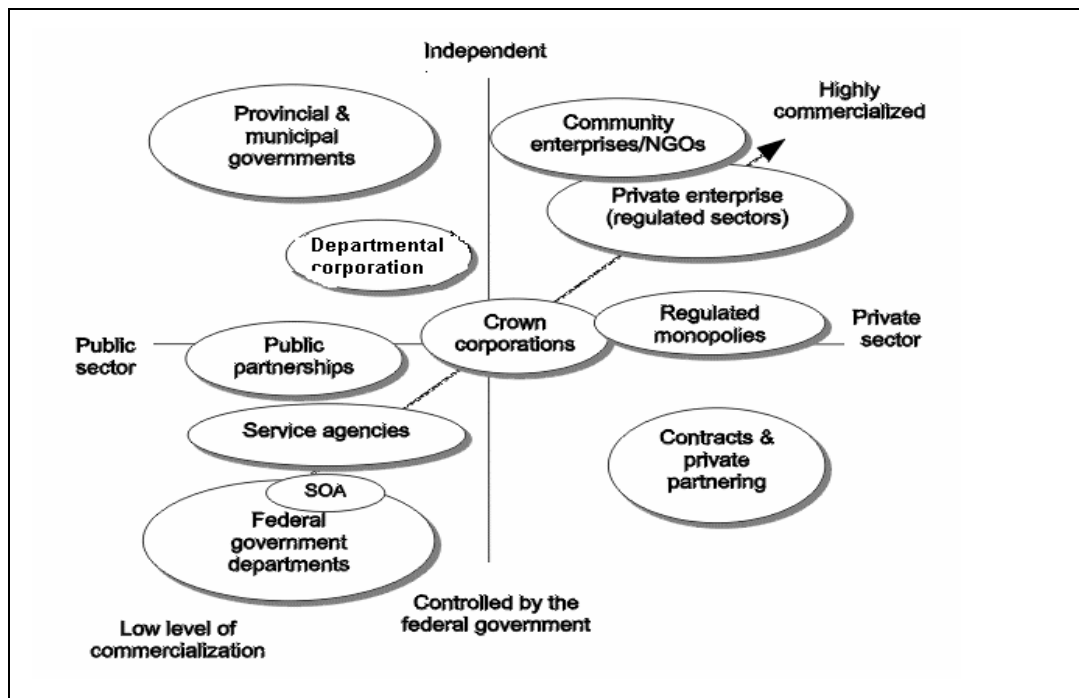 Independent
Highly
commercialized
Provincial &
municipal
governments
Community
enterprises/NGOs
Private enterprise
(regulated sectors)
Departmental
corporation
Crown
corporations
Regulated
monopolies
Public
sector
Private
sector
Public
partnerships
Service agencies
Contracts &
private
partnering
SOA
Federal
government
departments
Controlled by the
federal government
Low level of
commercialization